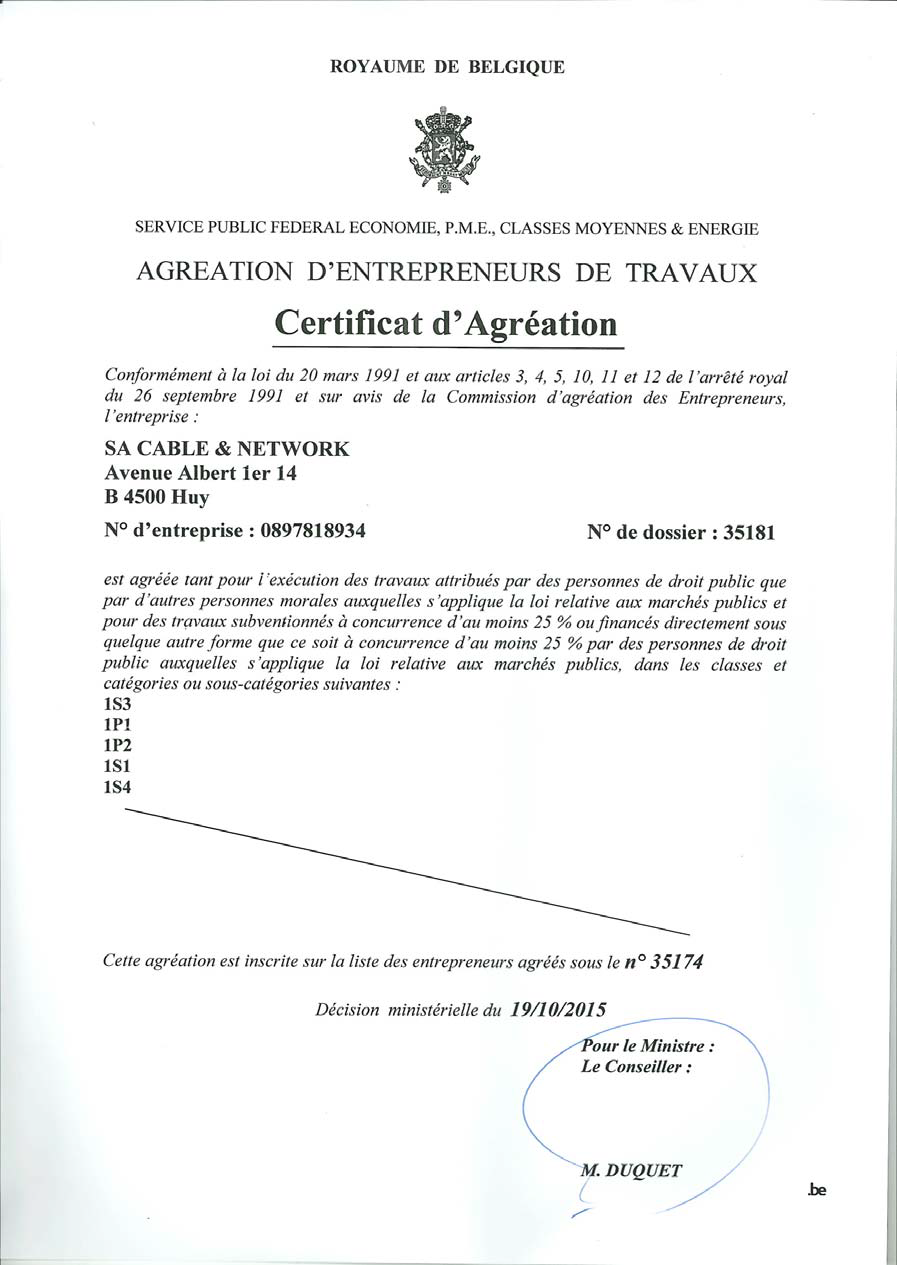 ROYAUME DE BELGIQUE
SERVICE PUBLIC FEDERAL ECONOMIE, P.M.E., CLASSES MOYENNES & ENERGIE
AGREATION D'ENTREPRENEURS DE TRAVAUX
Certificat d'Agréation
Conformément à la loi du 20 mars 1991 et aux articles 3, 4, 5, 10, 11 et 12 de l'arrêté royal
du 26 septembre 1991 et sur avis de la Commission d'agréation des Entrepreneurs,
l'entreprise :
SA CABLE & NETWORK
Avenue Albert 1er 14
B 4500 Huy
N° d'entreprise : 0897818934 N° de dossier : 35181
est agréée tant pour l'exécution des travaux attribués par des personnes de droit public que
par d'autres personnes morales auxquelles s'applique la loi relative aux marchés publics et
pour des travaux subventionnés à concurrence d'au moins 25 % ou financés directement sous
quelque autre forme que ce soit à concurrence d'au moins 25 % par des personnes de droit
public auxquelles s'applique la loi relative aux marchés publics, dans les classes et
catégories ou sous-catégories suivantes :
1S3
1P1
1P2
1S1
1S4
Cette agréation est inscrite sur la liste des entrepreneurs agréés sous le n° 35174
Décision ministérielle du 19/10/2015
Pour le Ministre :
Le Conseiller :
M. DUQUET
.be